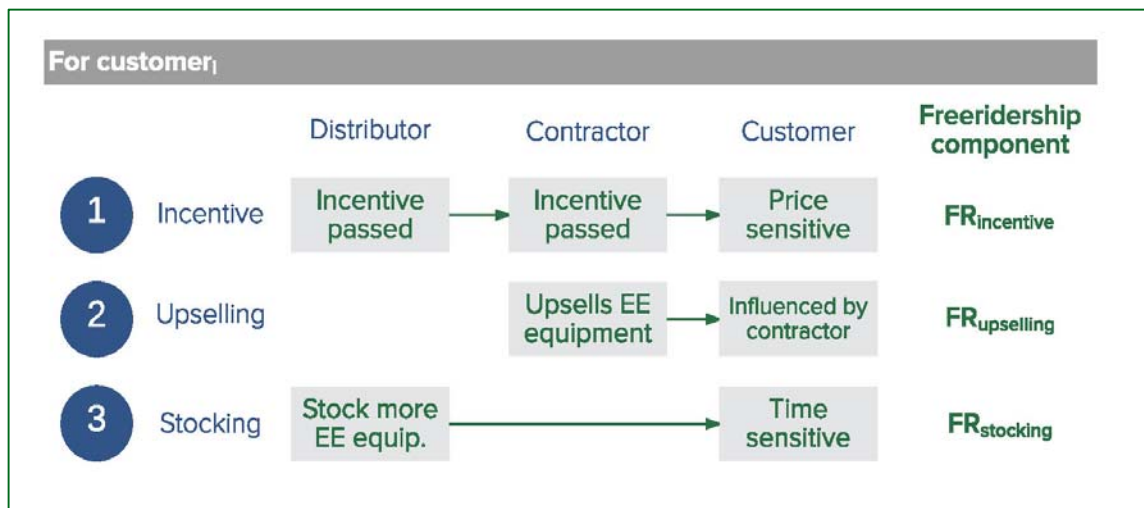 For customerᵢ
Distributor
Contractor
Customer
Freeridership
component
1
Incentive
Incentive
passed
Incentive
passed
Price
sensitive
FRincentive
2
Upselling
Upsells EE
equipment
Influenced by
contractor
FRupselling
3
Stocking
Stock more
EE equip.
Time
sensitive
FRstocking